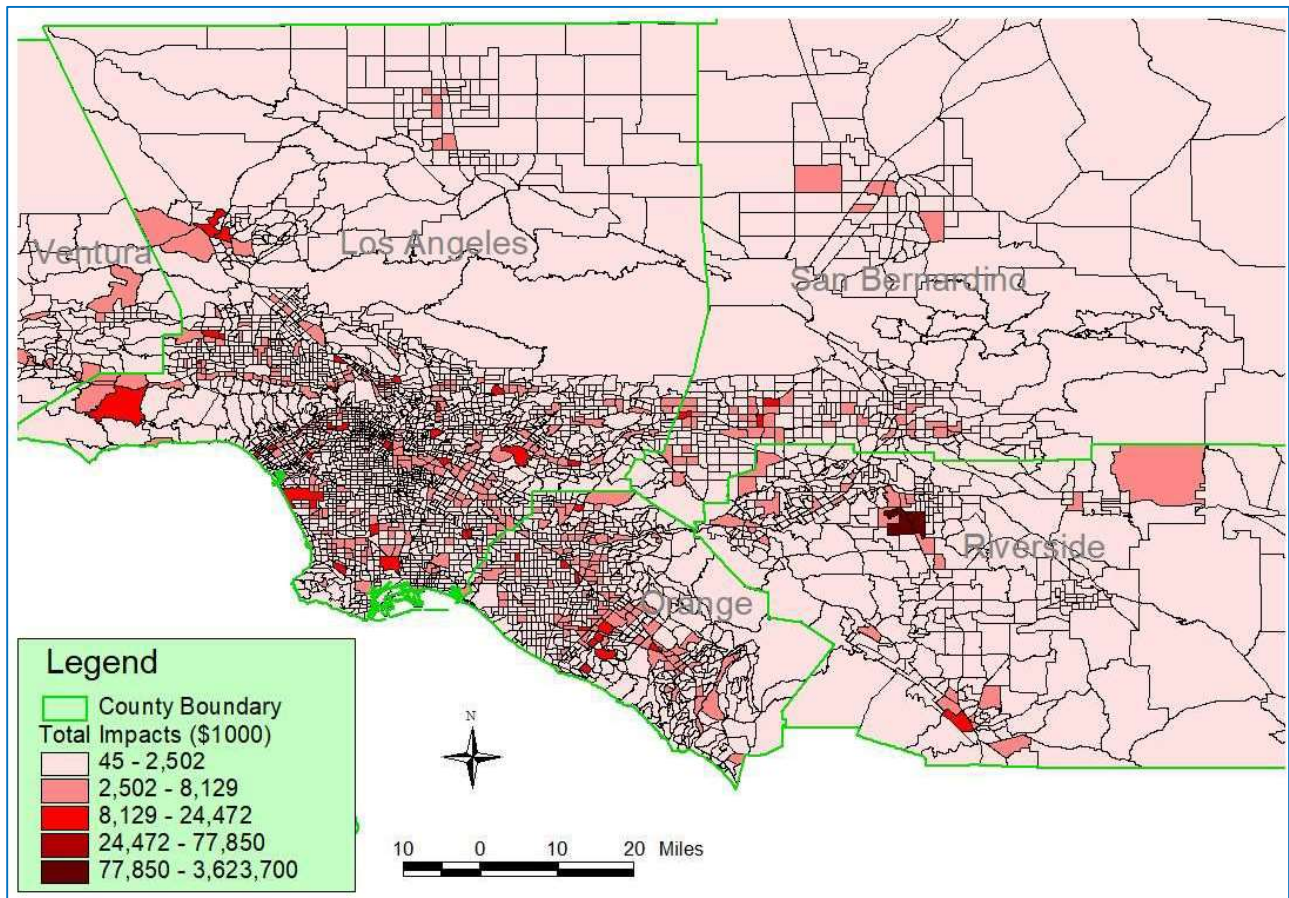 Ventura
Los Angeles
San Bernardino
Riverside
Orange
Legend
County Boundary
Total Impacts ($1000)
45 - 2,502
2,502 - 8,129
8,129 - 24,472
24,472 - 77,850
77,850 - 3,623,700
N
10 0 10 20 Miles